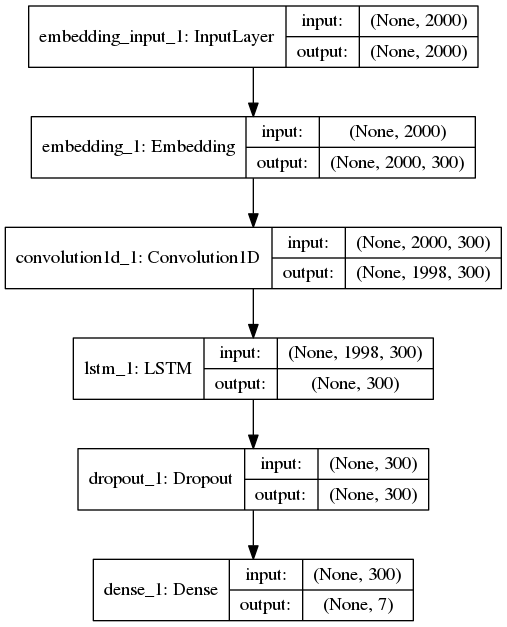 embedding_input_1: InputLayer
input: (None, 2000)
output: (None, 2000)
embedding_1: Embedding
input: (None, 2000)
output: (None, 2000, 300)
convolution1d_1: Convolution1D
input: (None, 2000, 300)
output: (None, 1998, 300)
lstm_1: LSTM
input: (None, 1998, 300)
output: (None, 300)
dropout_1: Dropout
input: (None, 300)
output: (None, 300)
dense_1: Dense
input: (None, 300)
output: (None, 7)